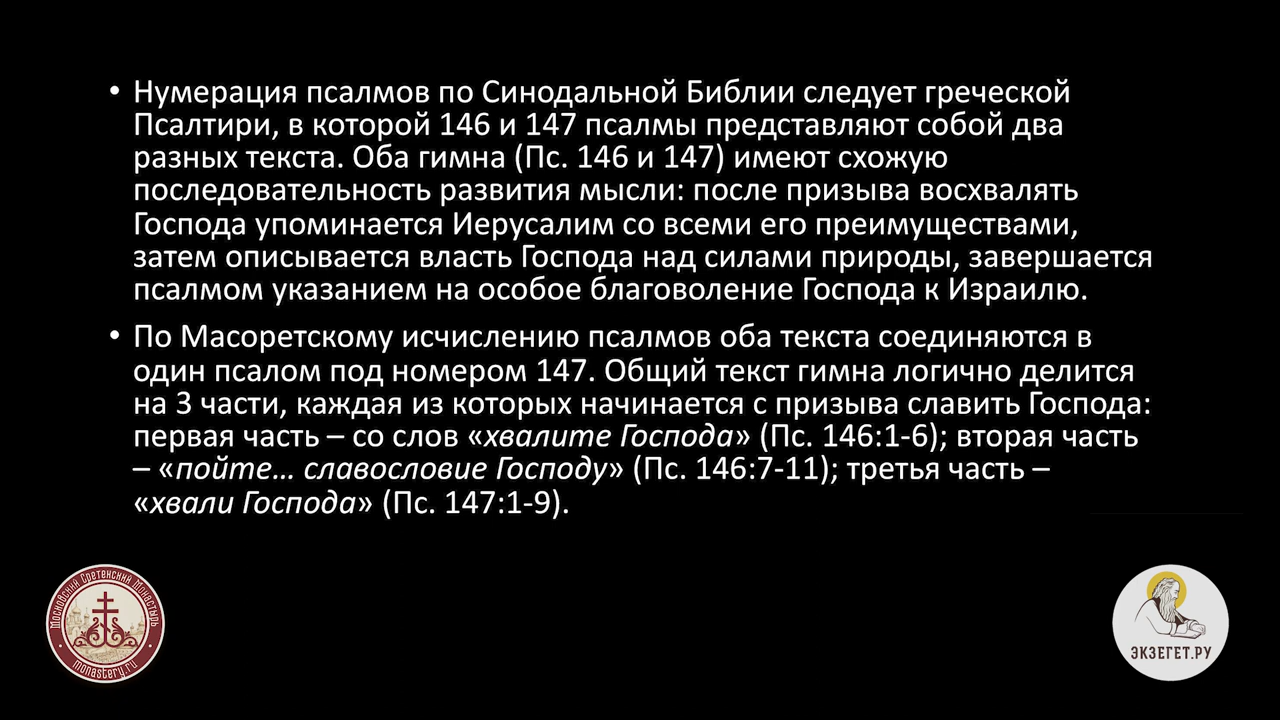 • Нумерация псалмов по Синодальной Библии следует греческой
Псалтири, в которой 146 и 147 псалмы представляют собой два
разных текста. Оба гимна (Пс. 146 и 147) имеют схожую
последовательность развития мысли: после призыва восхвалять
Господа упоминается Иерусалим со всеми его преимуществами,
затем описывается власть Господа над силами природы, завершается
псалмом указанием на особое благоволение Господа к Израилю.
• По Масоретскому исчислению псалмов оба текста соединяются в
один псалом под номером 147. Общий текст гимна логично делится
на 3 части, каждая из которых начинается с призыва славить Господа:
первая часть – со слов «хвалите Господа» (Пс. 146:1-6); вторая часть
– «пойте... славословие Господу» (Пс. 146:7-11); третья часть –
«хвали Господа» (Пс. 147:1-9).
Московский Сретенский Монастырь
monastery.ru
ЭКЗЕГЕТ.РУ